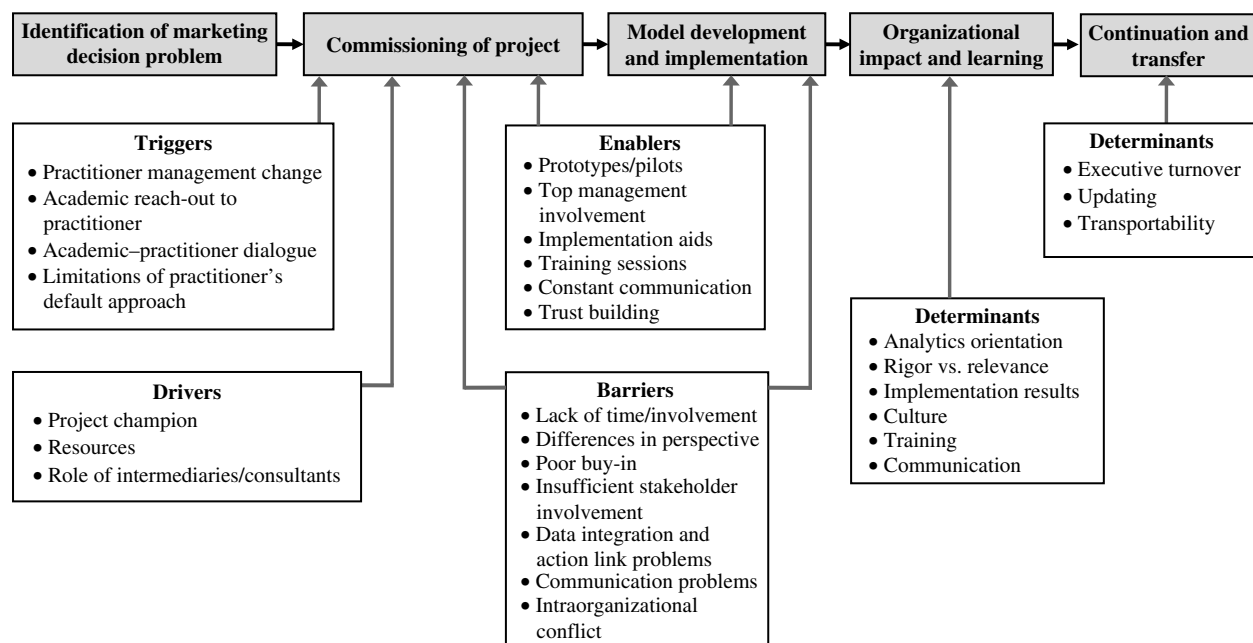 Identification of marketing
decision problem
Commissioning of project
Model development
and implementation
Organizational
impact and learning
Continuation and
transfer
Triggers
• Practitioner management change
• Academic reach-out to
practitioner
• Academic–practitioner dialogue
• Limitations of practitioner’s
default approach
Enablers
• Prototypes/pilots
• Top management
involvement
• Implementation aids
• Training sessions
• Constant communication
• Trust building
Determinants
• Executive turnover
• Updating
• Transportability
Drivers
• Project champion
• Resources
• Role of intermediaries/consultants
Barriers
• Lack of time/involvement
• Differences in perspective
• Poor buy-in
• Insufficient stakeholder
involvement
• Data integration and
action link problems
• Communication problems
• Intraorganizational
conflict
Determinants
• Analytics orientation
• Rigor vs. relevance
• Implementation results
• Culture
• Training
• Communication